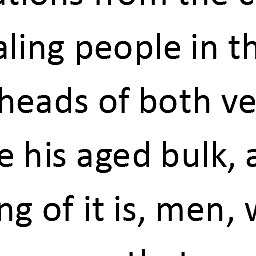 ations from the c
aling people in th
heads of both ve
e his aged bulk, a
ng of it is, men, v
that